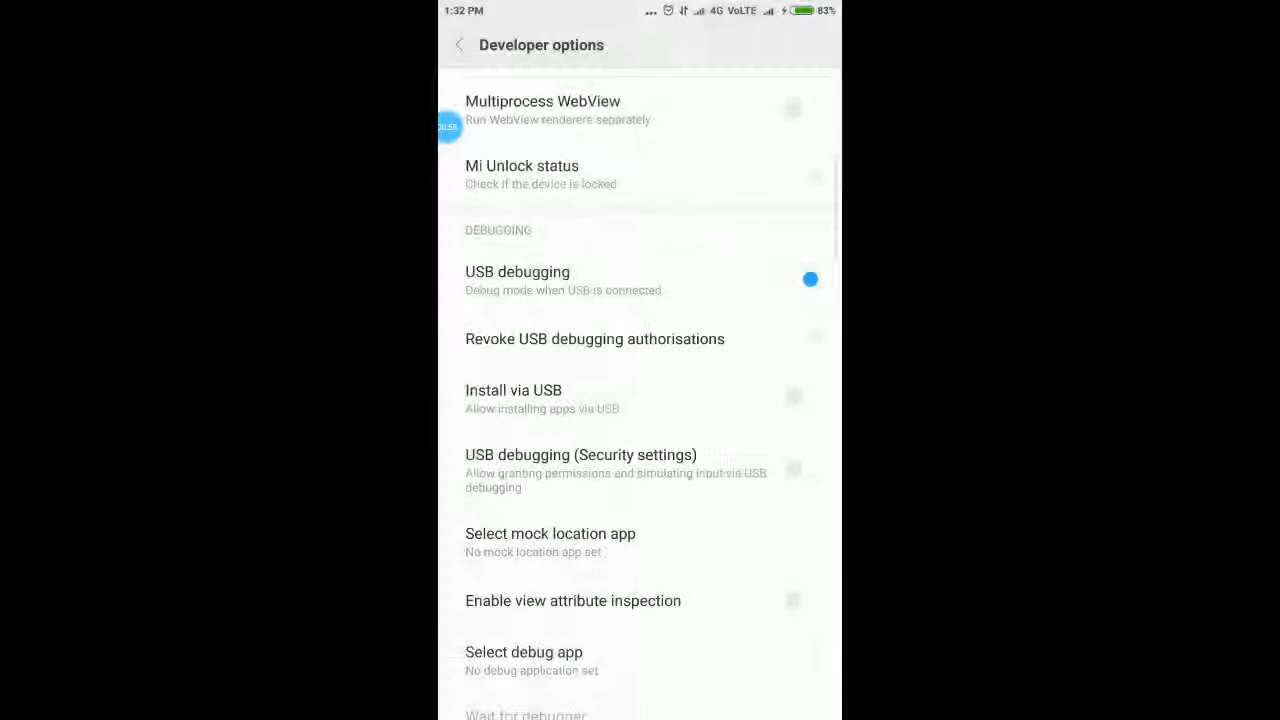 1:32 PM
4G VoLTE
83%
Developer options
Multiprocess WebView
Run WebView renderers separately
Mi Unlock status
Check if the device is locked
DEBUGGING
USB debugging
Debug mode when USB is connected
Revoke USB debugging authorisations
Install via USB
Allow installing apps via USB
USB debugging (Security settings)
Allow granting permissions and simulating input via USB
debugging
Select mock location app
No mock location app set
Enable view attribute inspection
Select debug app
No debug application set
Wait for debugger